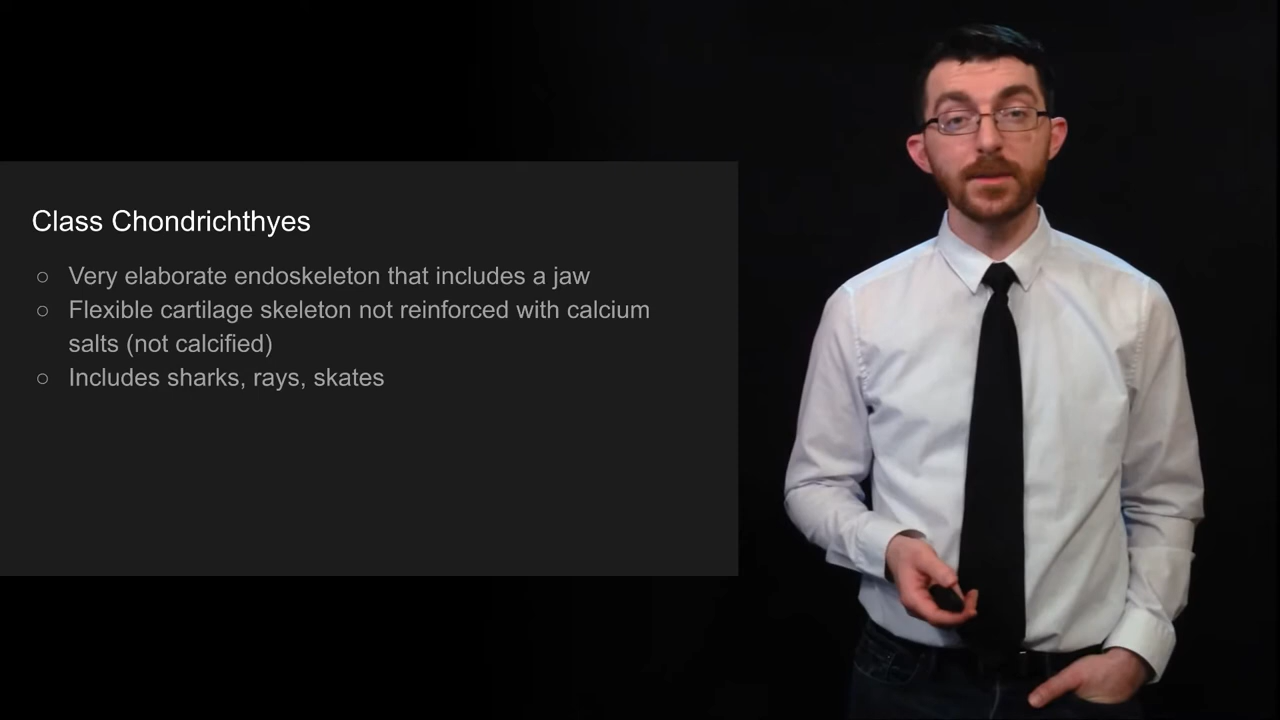 Class Chondrichthyes
○ Very elaborate endoskeleton that includes a jaw
○ Flexible cartilage skeleton not reinforced with calcium
salts (not calcified)
○ Includes sharks, rays, skates